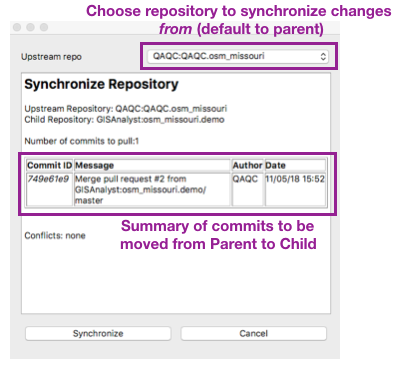 Choose repository to synchronize changes
from (default to parent)
Upstream repo
QAQC:QAQC.osm_missouri
Synchronize Repository
Upstream Repository: QAQC:QAQC.osm_missouri
Child Repository: GISAnalyst:osm_missouri.demo
Number of commits to pull:1
Commit ID Message Author Date
749e61e9 Merge pull request #2 from QAQC 11/05/18 15:52
GISAnalyst:osm_missouri.demo/
master
Summary of commits to be
moved from Parent to Child
Conflicts: none
Synchronize Cancel